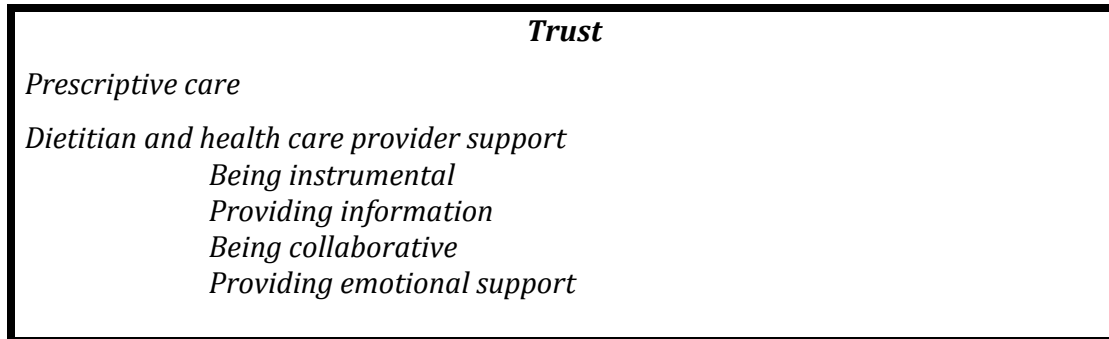 Trust
Prescriptive care
Dietitian and health care provider support
Being instrumental
Providing information
Being collaborative
Providing emotional support